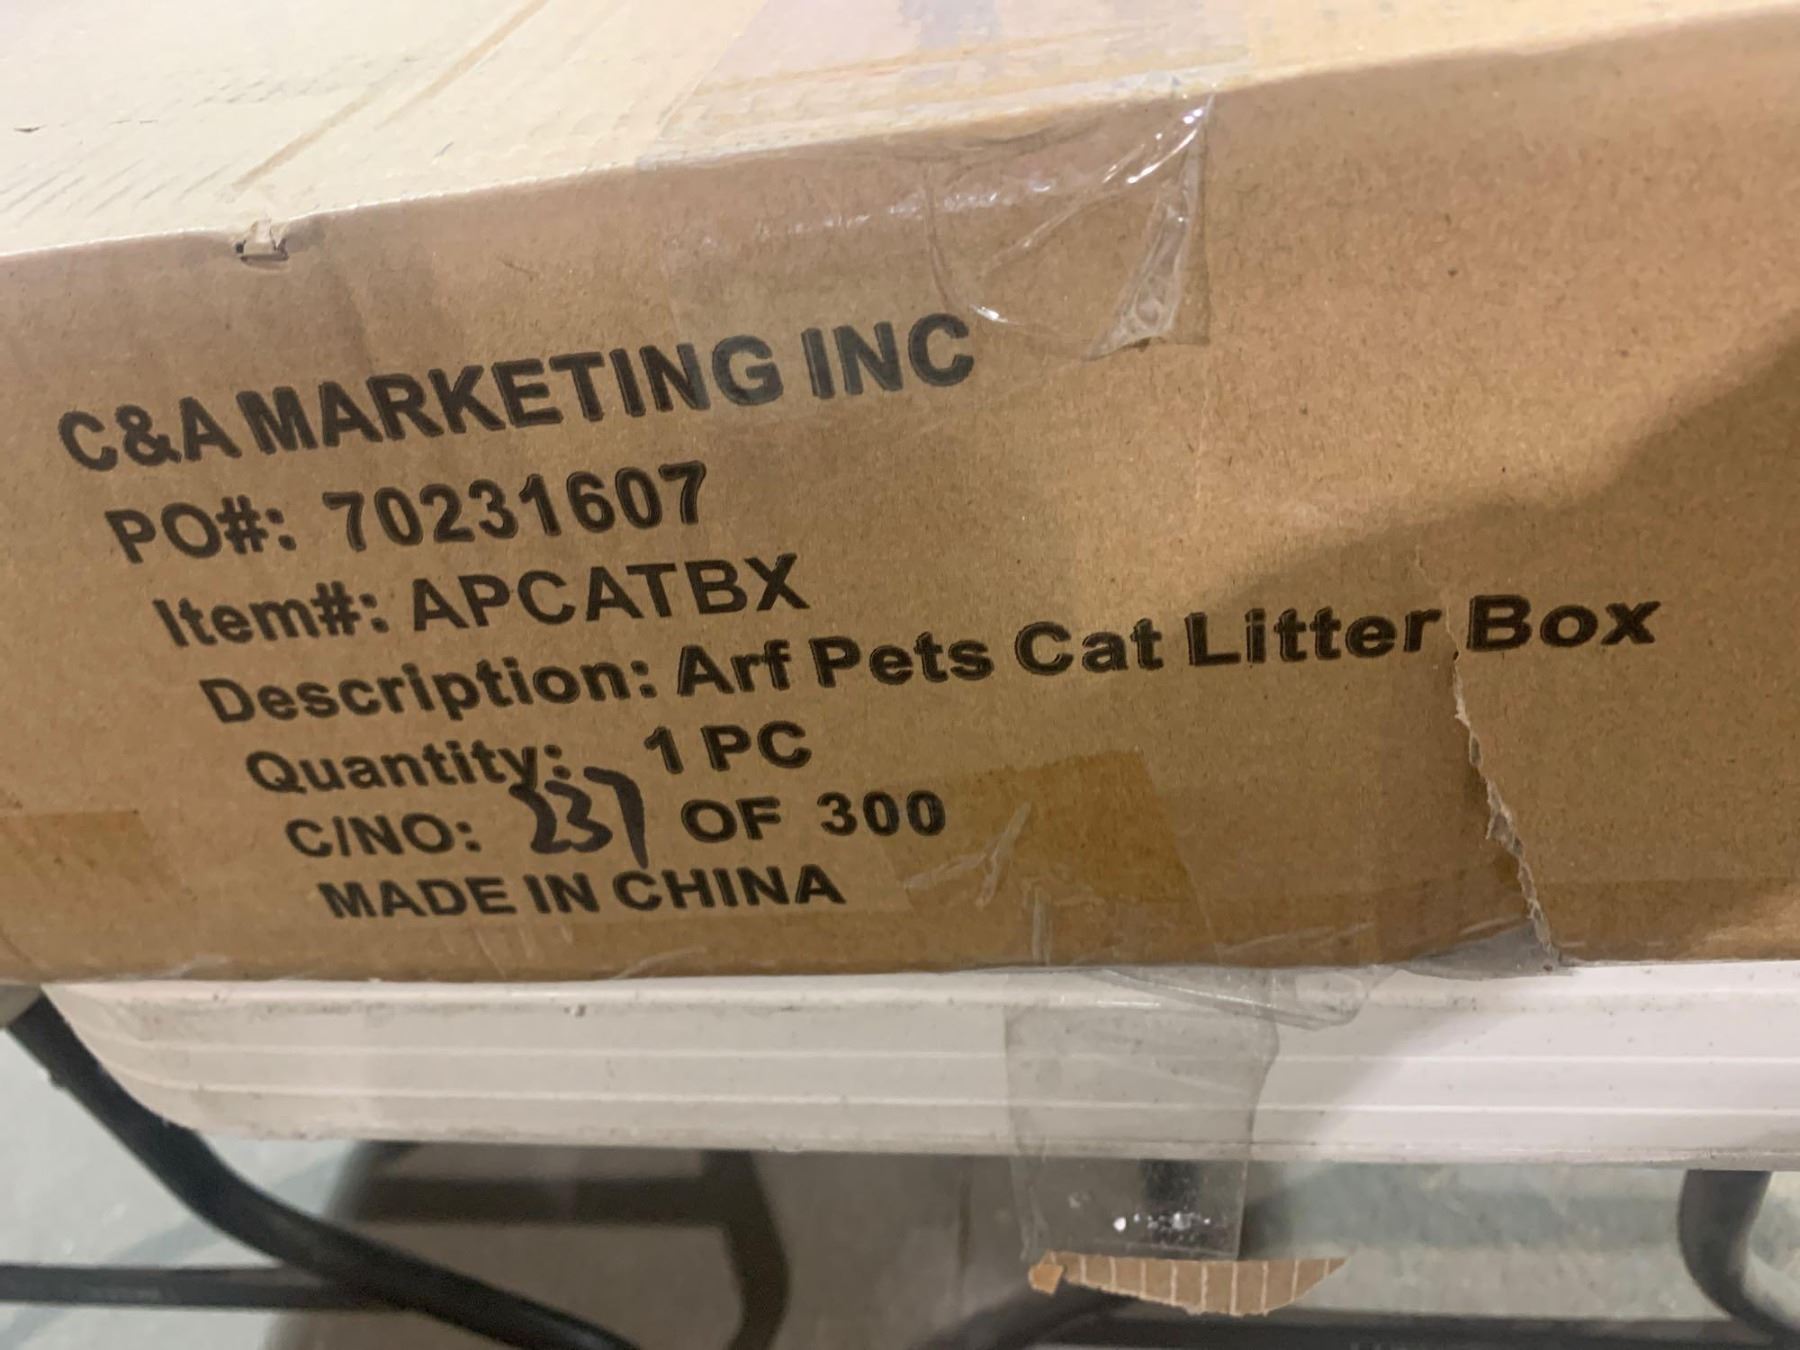 C&A MARKETING INC
PO#: 70231607
Item#: APCATBX
Description: Arf Pets Cat Litter Box
Quantity: 1 PC
C/NO: 237 OF 300
MADE IN CHINA